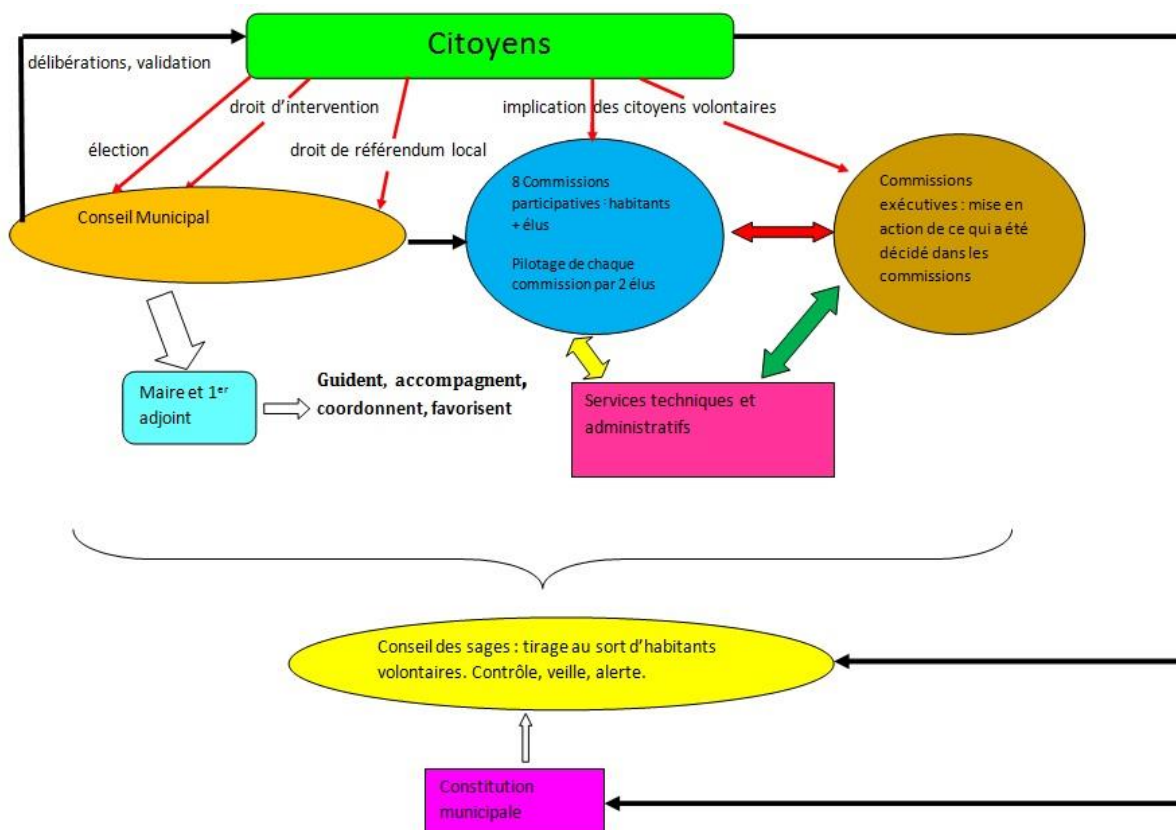 Citoyens
délibérations, validation
droit d’intervention
implication des citoyens volontaires
élection
droit de référendum local
Conseil Municipal
8 Commissions
participatives : habitants
+ élus
Pilotage de chaque
commission par 2 élus
Commissions
exécutives : mise en
action de ce qui a été
décidé dans les
commissions
Maire et 1er
adjoint
Guident, accompagnent,
coordonnent, favorisent
Services techniques et
administratifs
Conseil des sages : tirage au sort d’habitants
volontaires. Contrôle, veille, alerte.
Constitution
municipale